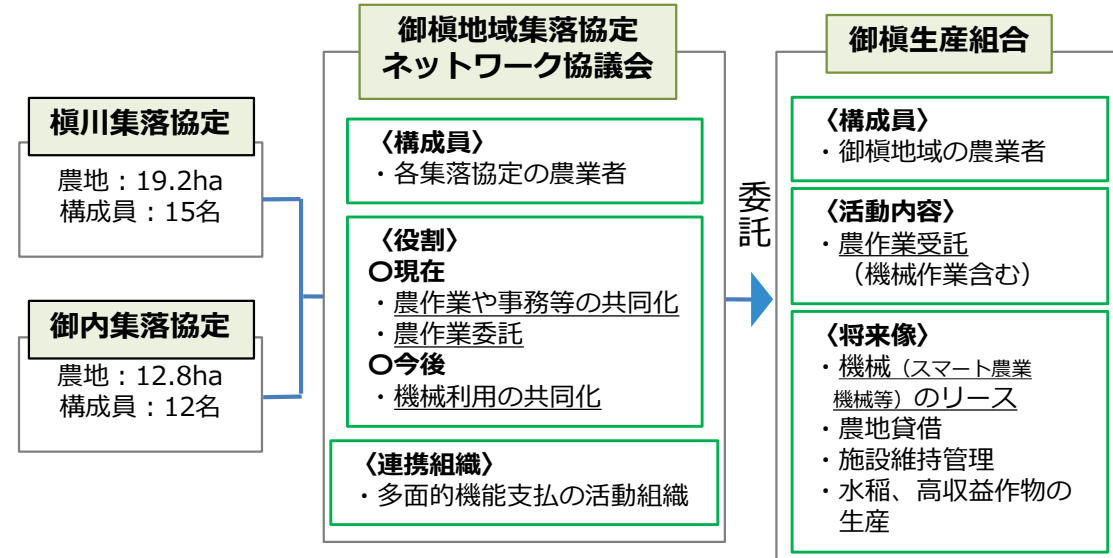 槇川集落協定
農地：19.2ha
構成員：15名
御内集落協定
農地：12.8ha
構成員：12名
御槇地域集落協定
ネットワーク協議会
〈構成員〉
・各集落協定の農業者
〈役割〉
〇現在
・農作業や事務等の共同化
・農作業委託
〇今後
・機械利用の共同化
〈連携組織〉
・多面的機能支払の活動組織
委託
御槇生産組合
〈構成員〉
・御槇地域の農業者
〈活動内容〉
・農作業受託
（機械作業含む）
〈将来像〉
・機械（スマート農業
機械等）のリース
・農地貸借
・施設維持管理
・水稲、高収益作物の
生産